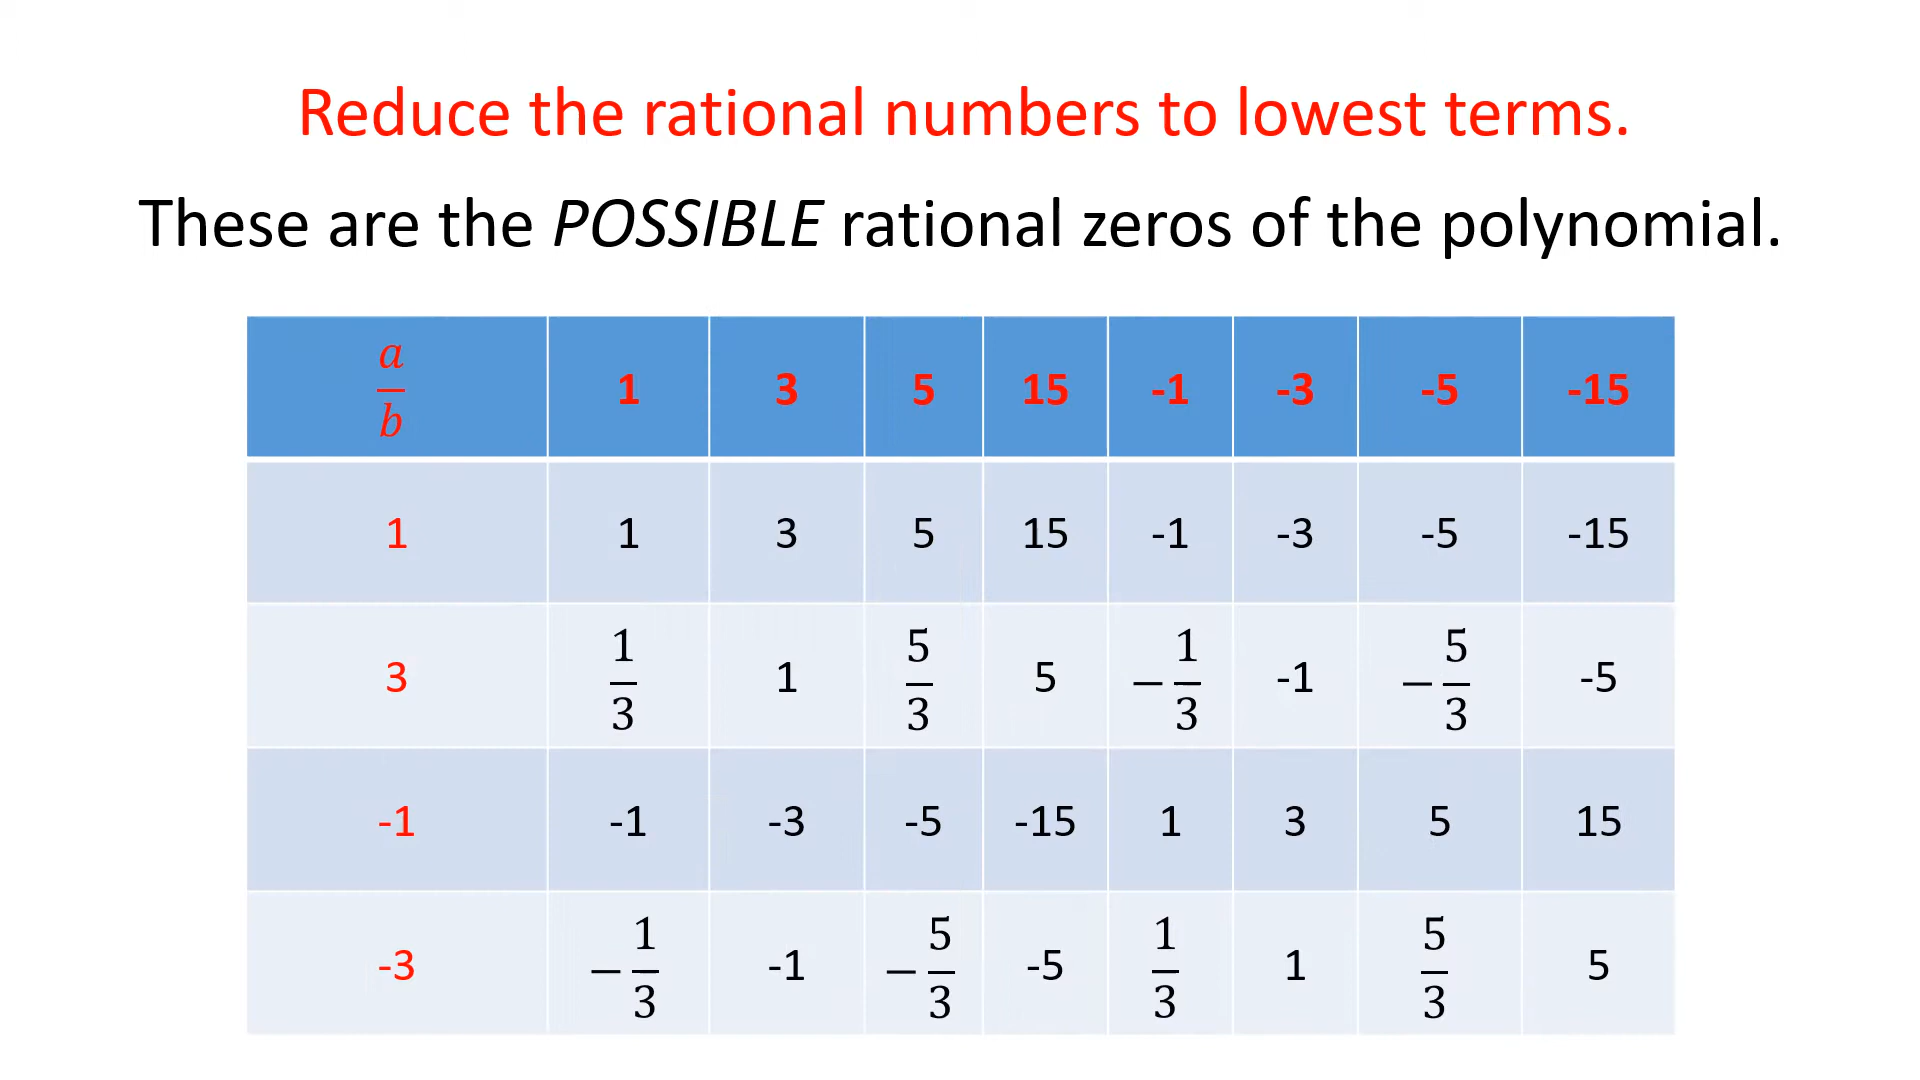 Reduce the rational numbers to lowest terms.
These are the POSSIBLE rational zeros of the polynomial.
a/b 1 3 5 15 -1 -3 -5 -15
1 1 3 5 15 -1 -3 -5 -15
3 1/3 1 5/3 5 −1/3 -1 −5/3 -5
-1 -1 -3 -5 -15 1 3 5 15
-3 −1/3 -1 −5/3 -5 1/3 1 5/3 5